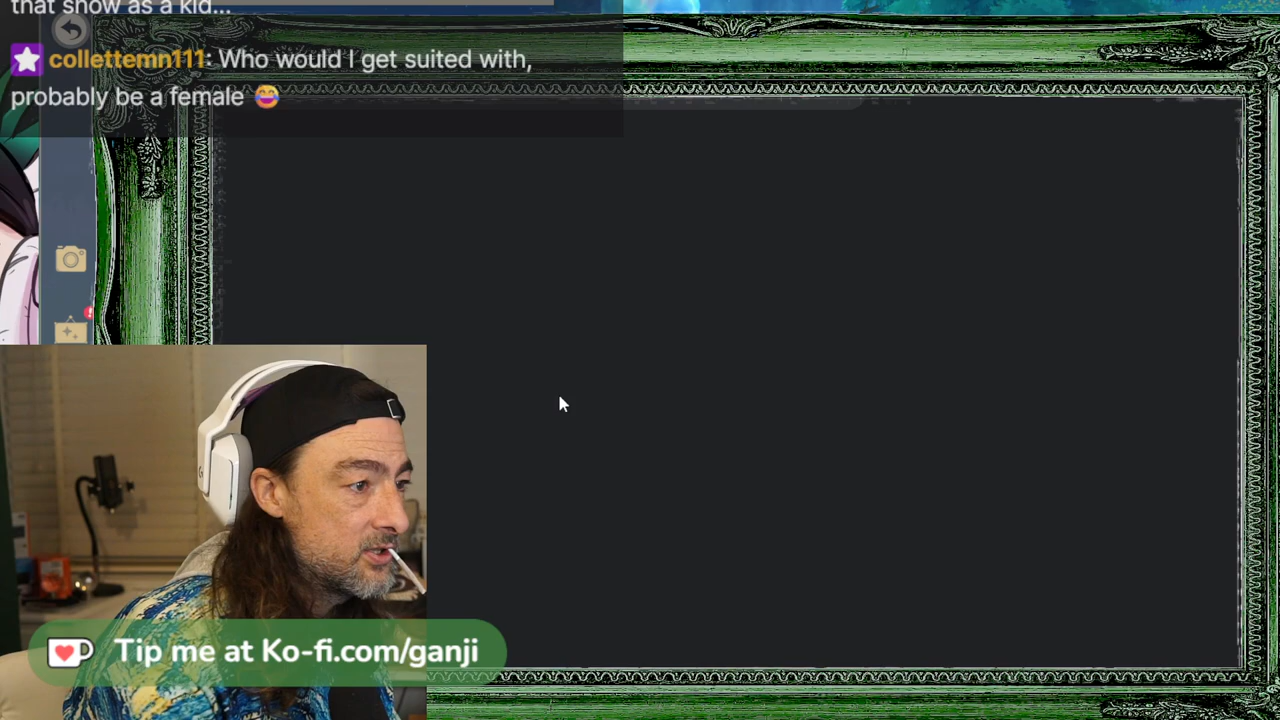 that show as a kid...
collettemn111: Who would I get suited with,
probably be a female 😂
Tip me at Ko-fi.com/ganji